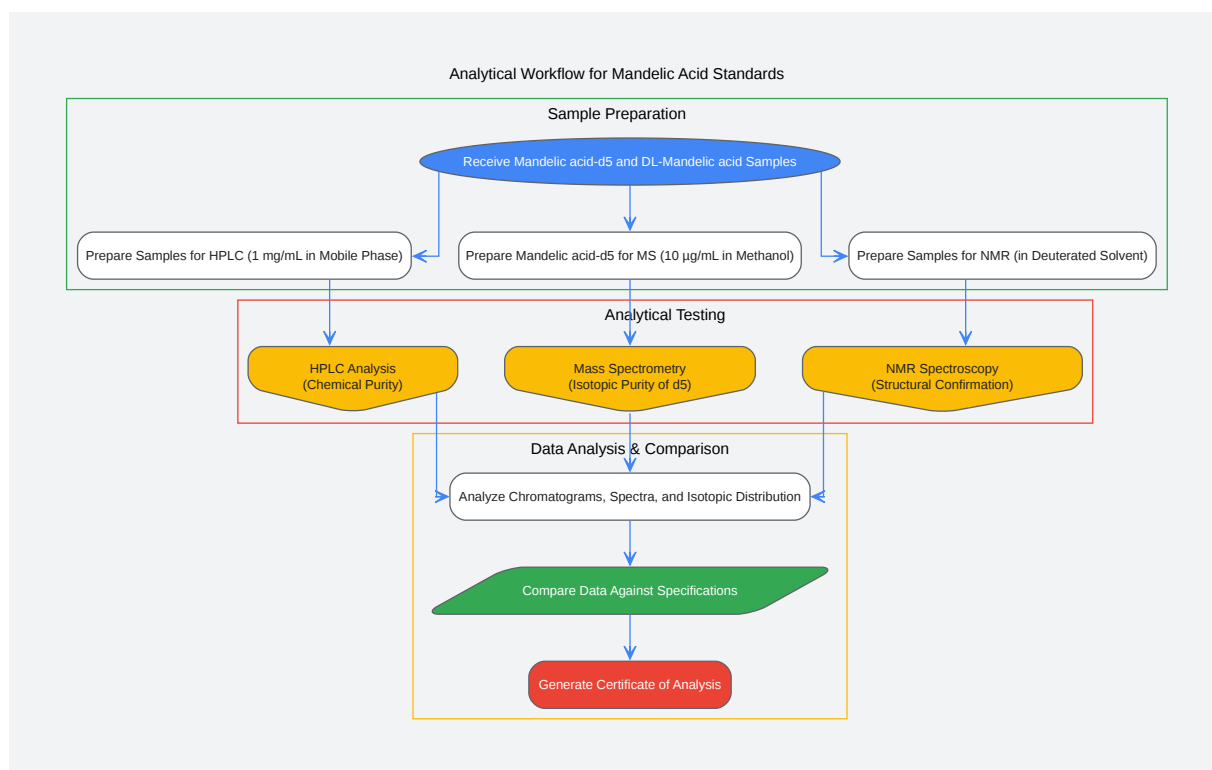 Analytical Workflow for Mandelic Acid Standards
Sample Preparation
Receive Mandelic acid-d5 and DL-Mandelic acid Samples
Prepare Samples for HPLC (1 mg/mL in Mobile Phase)
Prepare Mandelic acid-d5 for MS (10 µg/mL in Methanol)
Prepare Samples for NMR (in Deuterated Solvent)
Analytical Testing
HPLC Analysis
(Chemical Purity)
Mass Spectrometry
(Isotopic Purity of d5)
NMR Spectroscopy
(Structural Confirmation)
Data Analysis & Comparison
Analyze Chromatograms, Spectra, and Isotopic Distribution
Compare Data Against Specifications
Generate Certificate of Analysis